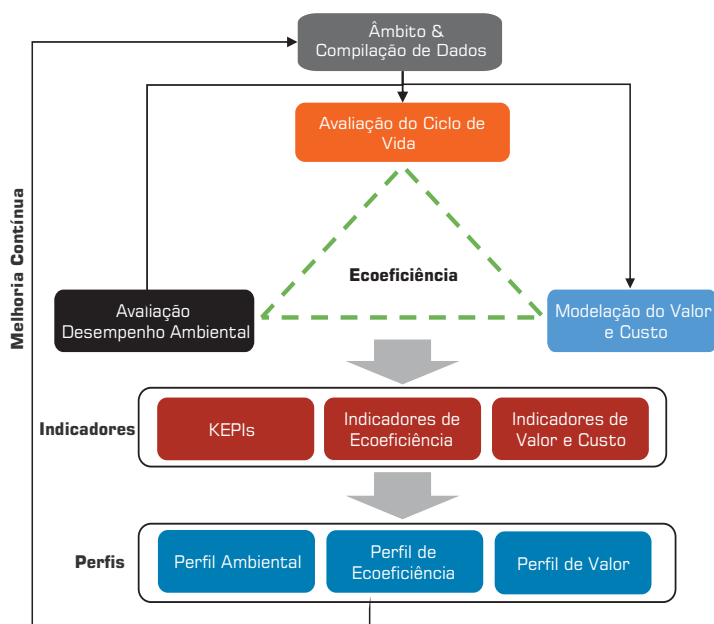 Âmbito &
Compilação de Dados
Avaliação do Ciclo de
Vida
Melhoria Contínua
Ecoeficiência
Avaliação
Desempenho Ambiental
Modelação do Valor
e Custo
Indicadores
KEPIs
Indicadores de
Ecoeficiência
Indicadores de
Valor e Custo
Perfis
Perfil Ambiental
Perfil de
Ecoeficiência
Perfil de Valor